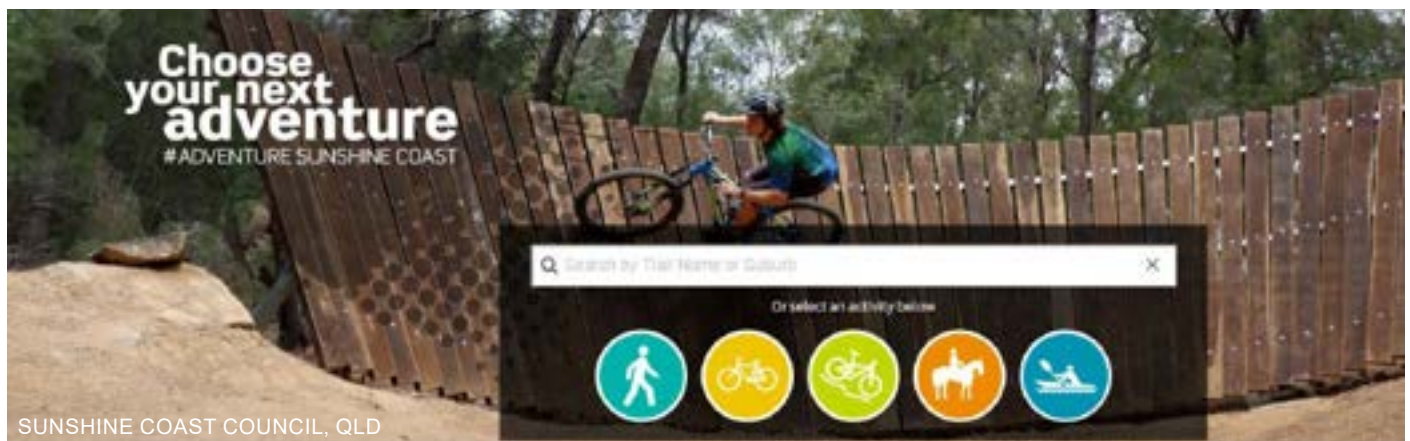 Choose
your next
adventure
#ADVENTURE SUNSHINE COAST
Search by Trail Name or Suburb
Or select an activity below
SUNSHINE COAST COUNCIL, QLD